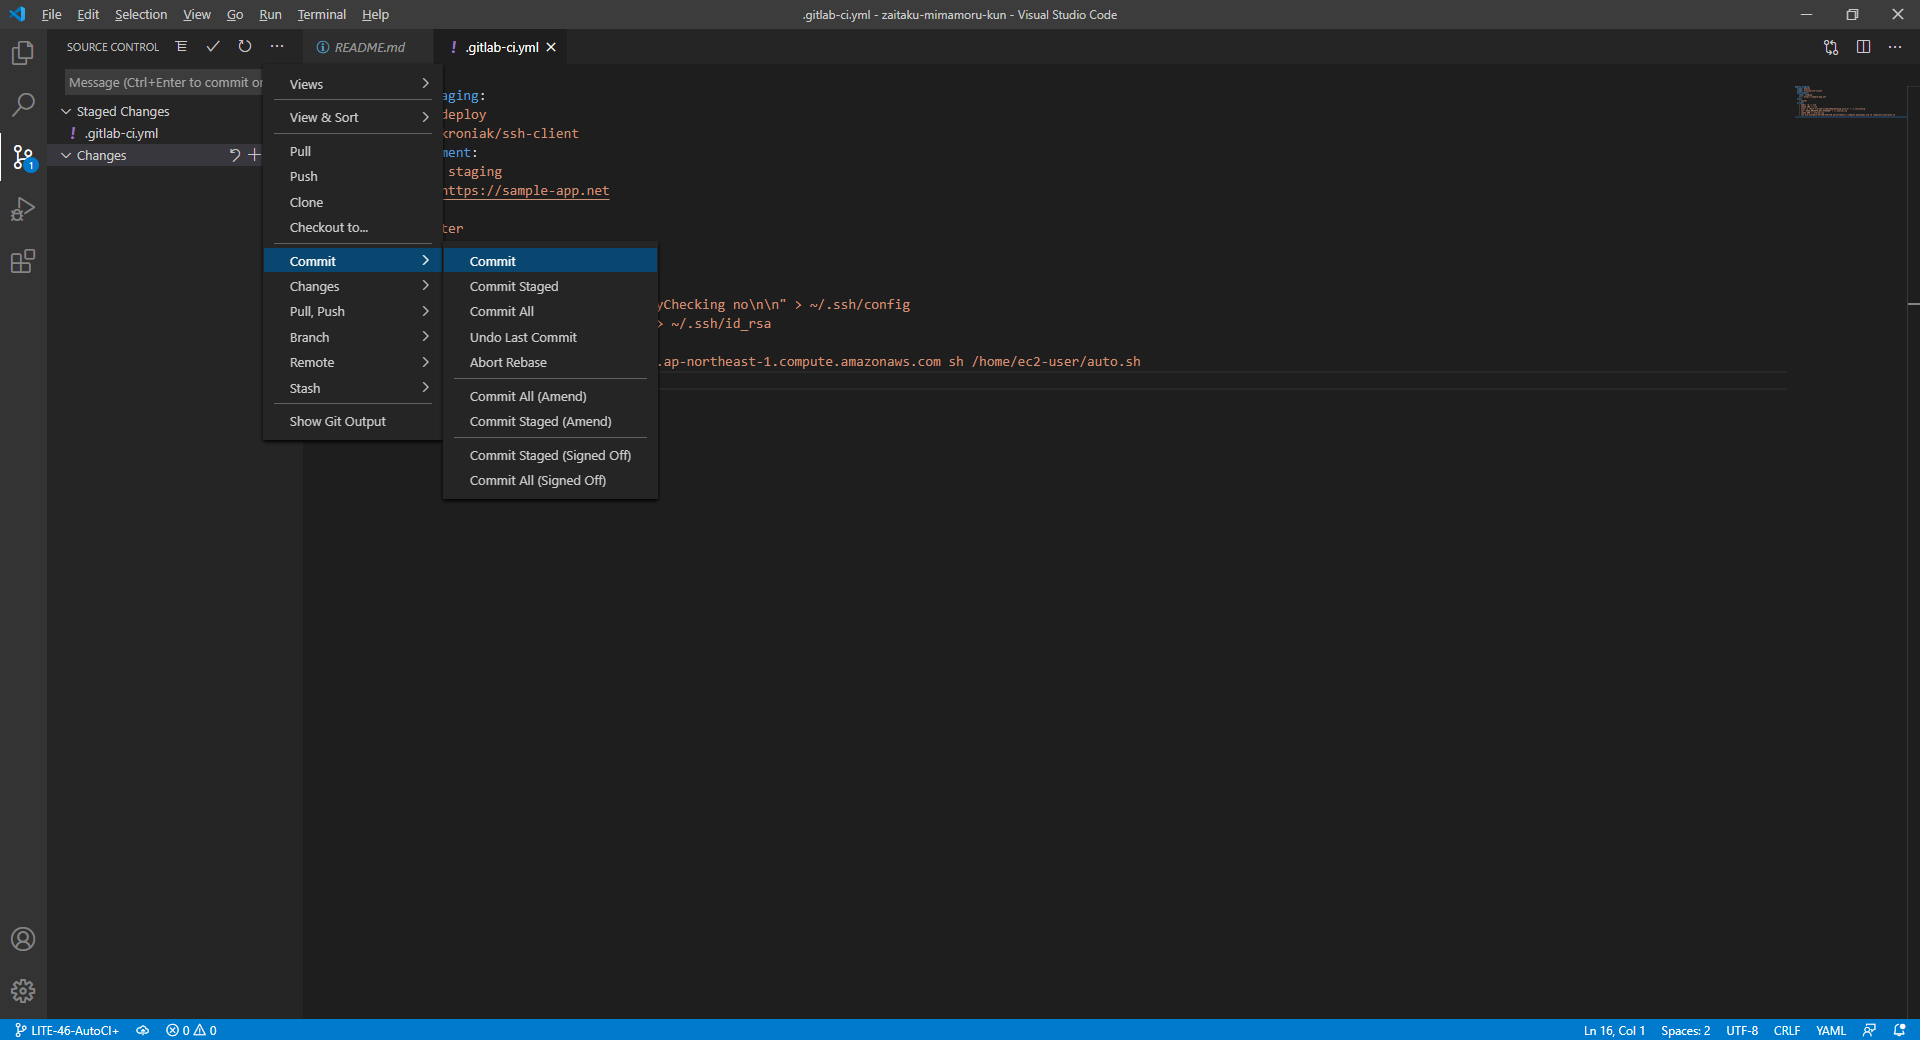 File Edit Selection View Go Run Terminal Help
.gitlab-ci.yml - zaitaku-mimamoru-kun - Visual Studio Code
SOURCE CONTROL
README.md
! .gitlab-ci.yml
Message (Ctrl+Enter to commit or
Staged Changes
! .gitlab-ci.yml
Changes
1
Views
View & Sort
Pull
Push
Clone
Checkout to...
Commit
Changes
Pull, Push
Branch
Remote
Stash
Show Git Output
Commit
Commit Staged
Commit All
Undo Last Commit
Abort Rebase
Commit All (Amend)
Commit Staged (Amend)
Commit Staged (Signed Off)
Commit All (Signed Off)
aging:
deploy
kroniak/ssh-client
ment:
staging
https://sample-app.net
ter
yChecking no\n\n" > ~/.ssh/config
> ~/.ssh/id_rsa
.ap-northeast-1.compute.amazonaws.com sh /home/ec2-user/auto.sh
LITE-46-AutoCI+ 0 0
Ln 16, Col 1 Spaces: 2 UTF-8 CRLF YAML